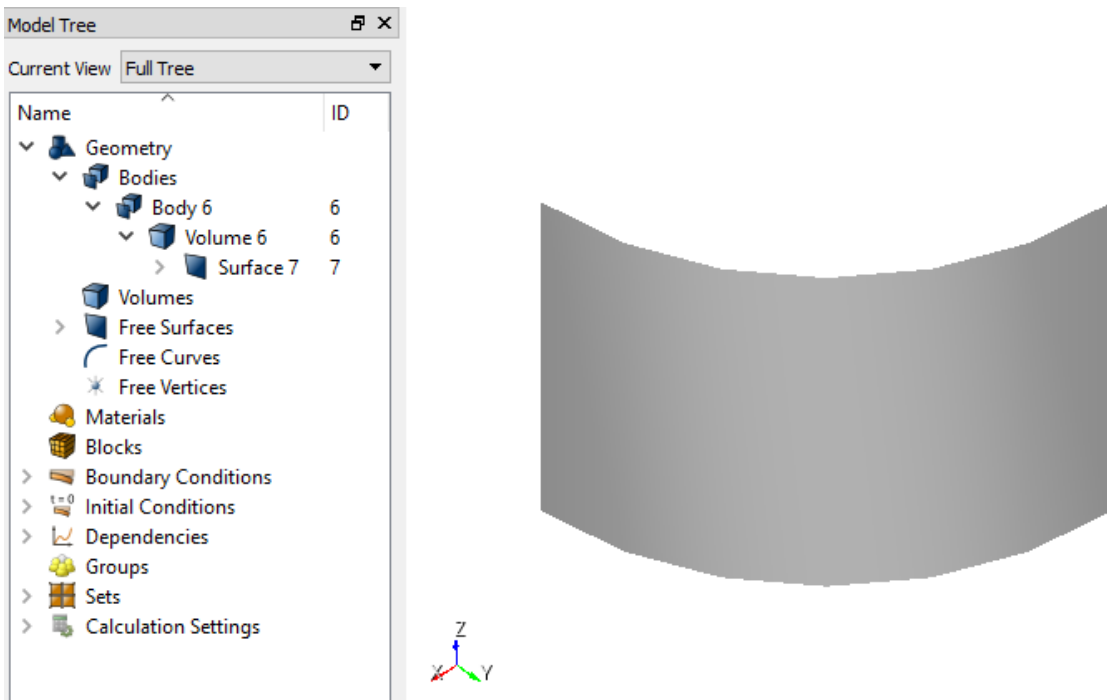 Model Tree
Current View Full Tree
Name ID
Geometry
Bodies
Body 6 6
Volume 6 6
Surface 7 7
Volumes
Free Surfaces
Free Curves
Free Vertices
Materials
Blocks
Boundary Conditions
t=0 Initial Conditions
Dependencies
Groups
Sets
Calculation Settings
Z
X Y